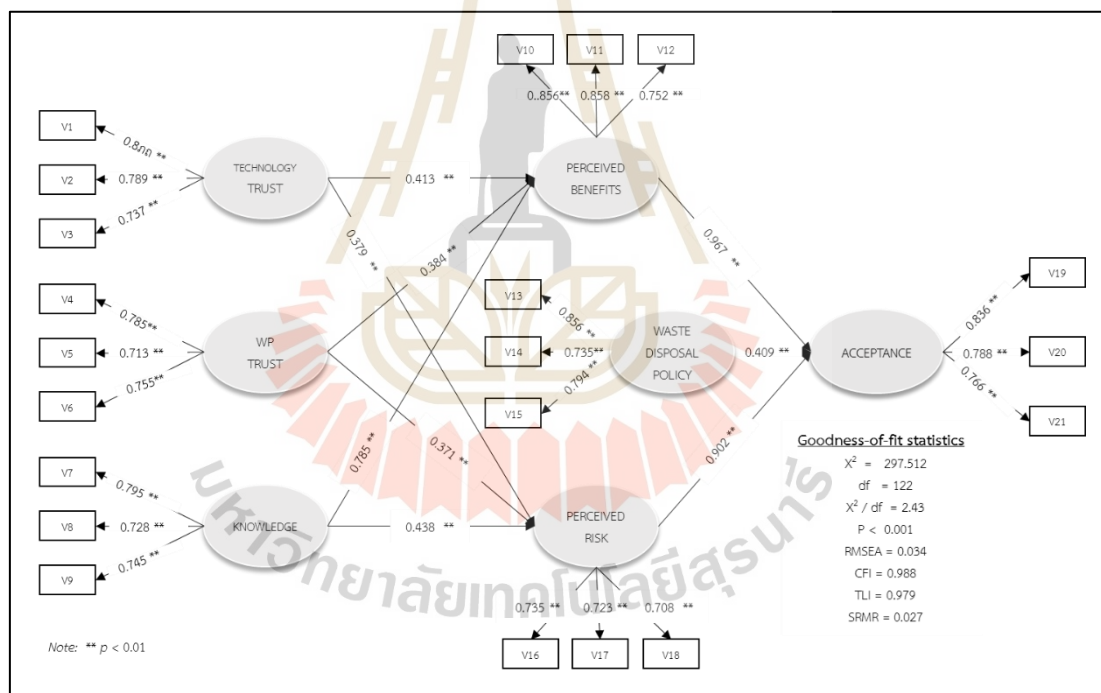 V10
V11
V12
0..856**
0.858 **
0.752 **
V1
V2
V3
0.789 **
0.737 **
TECHNOLOGY
TRUST
0.413 **
PERCEIVED
BENEFITS
0.379 **
0.384 **
0.967 **
V4
V5
V6
0.785**
0.713 **
0.755**
WP
TRUST
V13
V14
V15
0.856 **
0.735**
0.794 **
WASTE
DISPOSAL
POLICY
0.409 **
ACCEPTANCE
0.836 **
0.788 **
0.766 **
V19
V20
V21
0.785 **
0.371 **
0.902 **
V7
V8
V9
0.795 **
0.728 **
0.745 **
KNOWLEDGE
0.438 **
PERCEIVED
RISK
0.735 **
0.723 **
0.708 **
V16
V17
V18
Goodness-of-fit statistics
X² = 297.512
df = 122
X² / df = 2.43
P < 0.001
RMSEA = 0.034
CFI = 0.988
TLI = 0.979
SRMR = 0.027
Note: ** p < 0.01
มหาวิทยาลัยเทคโนโลยีสุรนารี